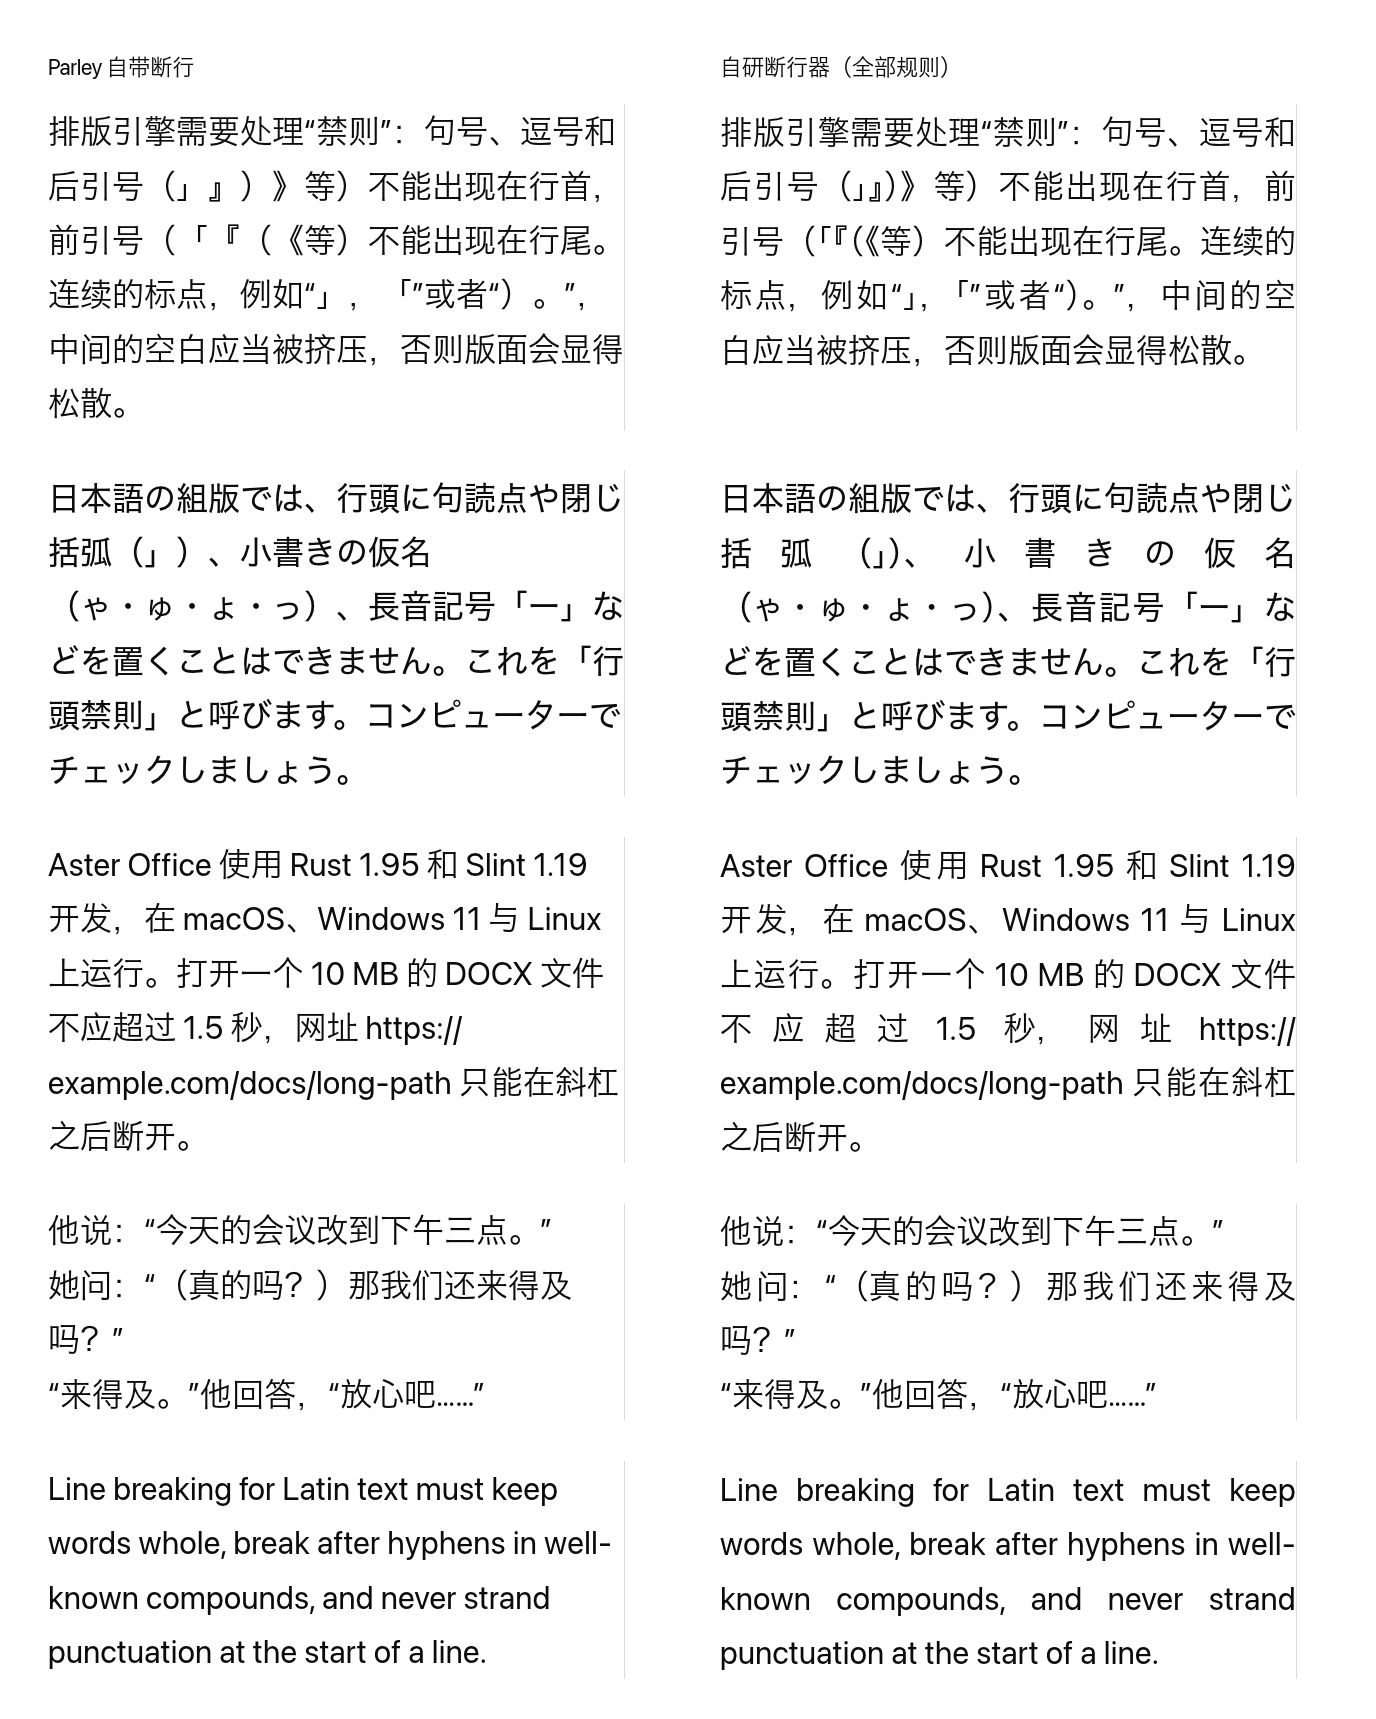 Parley 自带断行
排版引擎需要处理“禁则”：句号、逗号和
后引号（」』）》等）不能出现在行首，
前引号（「『（《等）不能出现在行尾。
连续的标点，例如“」，「”或者“）。”，
中间的空白应当被挤压，否则版面会显得
松散。
日本語の組版では、行頭に句読点や閉じ
括弧（」）、小書きの仮名
（ゃ・ゅ・ょ・っ）、長音記号「ー」な
どを置くことはできません。これを「行
頭禁則」と呼びます。コンピューターで
チェックしましょう。
Aster Office 使用 Rust 1.95 和 Slint 1.19
开发，在 macOS、Windows 11 与 Linux
上运行。打开一个 10 MB 的 DOCX 文件
不应超过 1.5 秒，网址 https://
example.com/docs/long-path 只能在斜杠
之后断开。
他说：“今天的会议改到下午三点。”
她问：“（真的吗？）那我们还来得及
吗？”
“来得及。”他回答，“放心吧……”
Line breaking for Latin text must keep
words whole, break after hyphens in well-
known compounds, and never strand
punctuation at the start of a line.
自研断行器（全部规则）
排版引擎需要处理“禁则”：句号、逗号和
后引号（」』）》等）不能出现在行首，前
引号（「『（《等）不能出现在行尾。连续的
标点，例如“」，「”或者“）。”，中间的空
白应当被挤压，否则版面会显得松散。
日本語の組版では、行頭に句読点や閉じ
括弧（」）、小書きの仮名
（ゃ・ゅ・ょ・っ）、長音記号「ー」な
どを置くことはできません。これを「行
頭禁則」と呼びます。コンピューターで
チェックしましょう。
Aster Office 使用 Rust 1.95 和 Slint 1.19
开发，在 macOS、Windows 11 与 Linux
上运行。打开一个 10 MB 的 DOCX 文件
不应超过 1.5 秒，网址 https://
example.com/docs/long-path 只能在斜杠
之后断开。
他说：“今天的会议改到下午三点。”
她问：“（真的吗？）那我们还来得及
吗？”
“来得及。”他回答，“放心吧……”
Line breaking for Latin text must keep
words whole, break after hyphens in well-
known compounds, and never strand
punctuation at the start of a line.